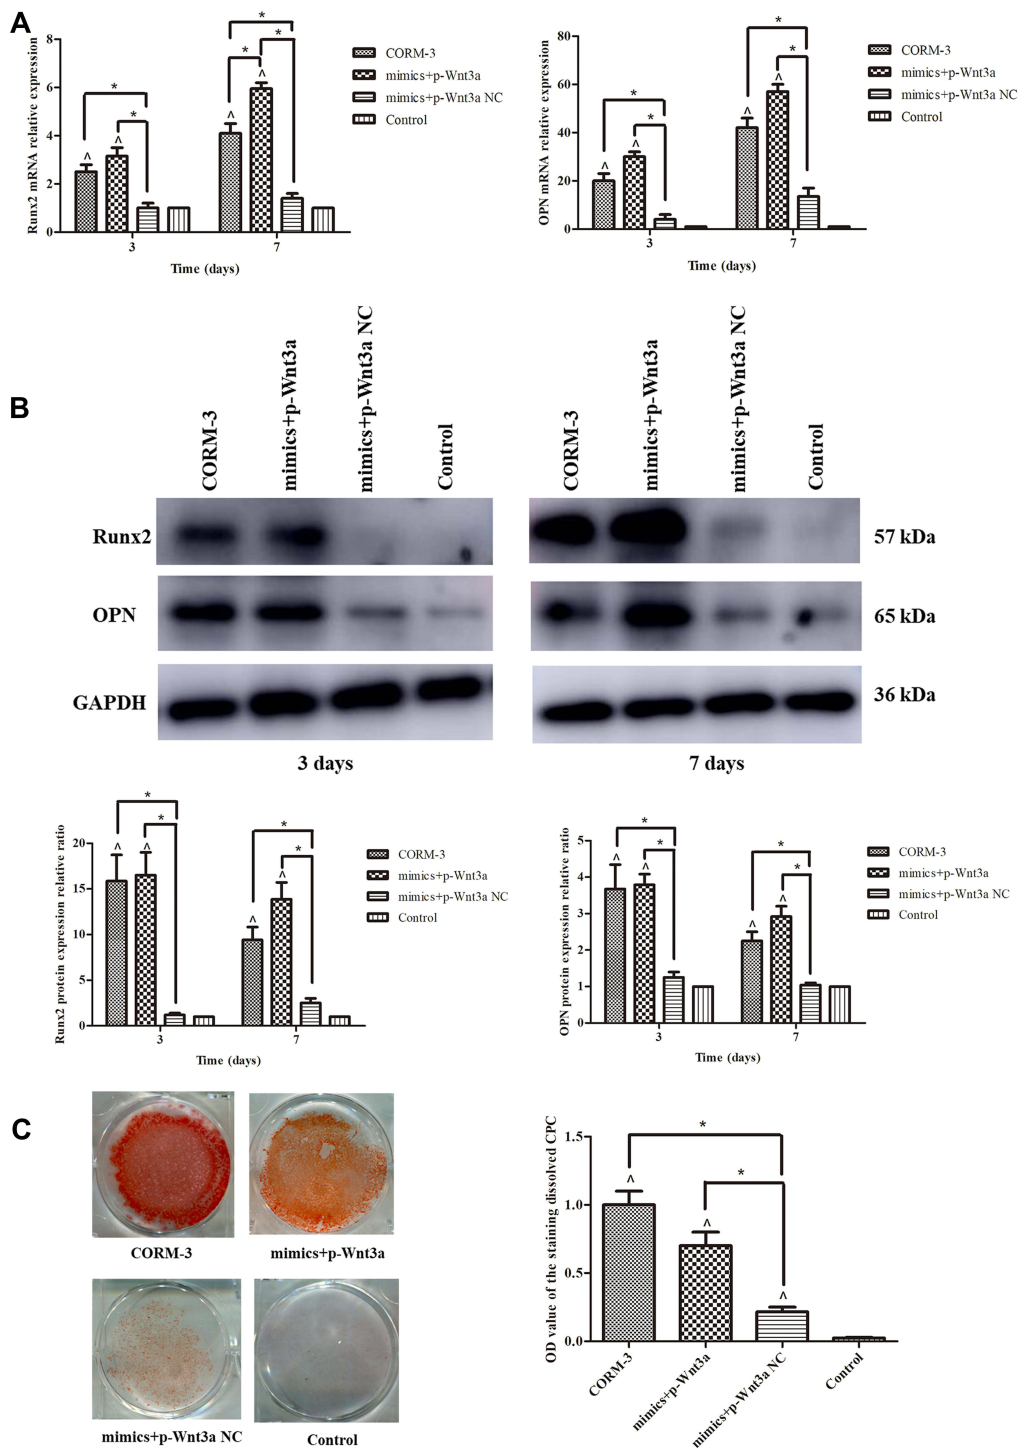 A
Runx2 mRNA relative expression
8
6
4
2
0
*
*
*
*
*
^
^
^
^
3
7
Time (days)
CORM-3
mimics+p-Wnt3a
mimics+p-Wnt3a NC
Control
OPN mRNA relative expression
80
60
40
20
0
*
*
*
*
^
^
^
^
3
7
Time (days)
CORM-3
mimics+p-Wnt3a
mimics+p-Wnt3a NC
Control
B
CORM-3
mimics+p-Wnt3a
mimics+p-Wnt3a NC
Control
CORM-3
mimics+p-Wnt3a
mimics+p-Wnt3a NC
Control
Runx2
57 kDa
OPN
65 kDa
GAPDH
36 kDa
3 days
7 days
Runx2 protein expression relative ratio
20
15
10
5
0
*
*
*
*
^
^
^
^
3
7
Time (days)
CORM-3
mimics+p-Wnt3a
mimics+p-Wnt3a NC
Control
OPN protein expression relative ratio
5
4
3
2
1
0
*
*
*
*
^
^
^
^
3
7
Time (days)
CORM-3
mimics+p-Wnt3a
mimics+p-Wnt3a NC
Control
C
CORM-3
mimics+p-Wnt3a
mimics+p-Wnt3a NC
Control
OD value of the staining dissolved CPC
1.5
1.0
0.5
0.0
*
*
^
^
^
CORM-3
mimics+p-Wnt3a
mimics+p-Wnt3a NC
Control